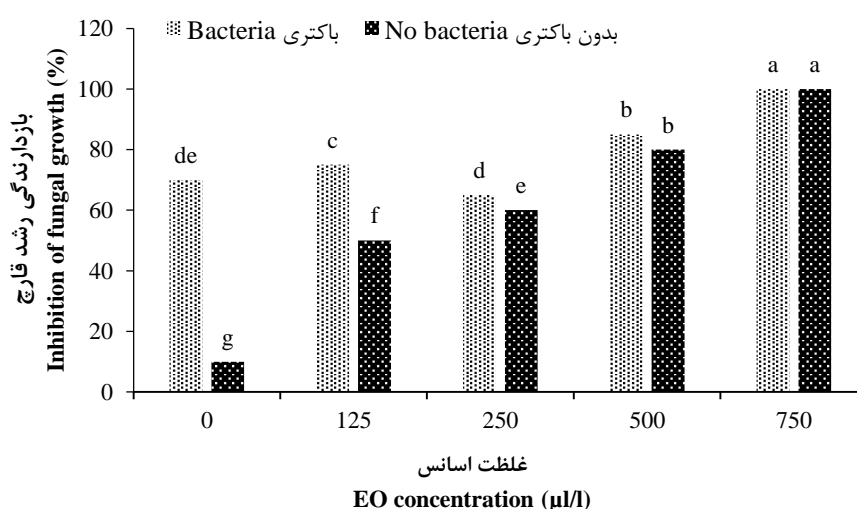 120
100
80
60
40
20
0
بازدارندگی رشد قارچ
Inhibition of fungal growth (%)
Bacteria باکتری No bacteria بدون باکتری
de
g
c
f
d
e
b
b
a
a
0 125 250 500 750
غلظت اسانس
EO concentration (µl/l)